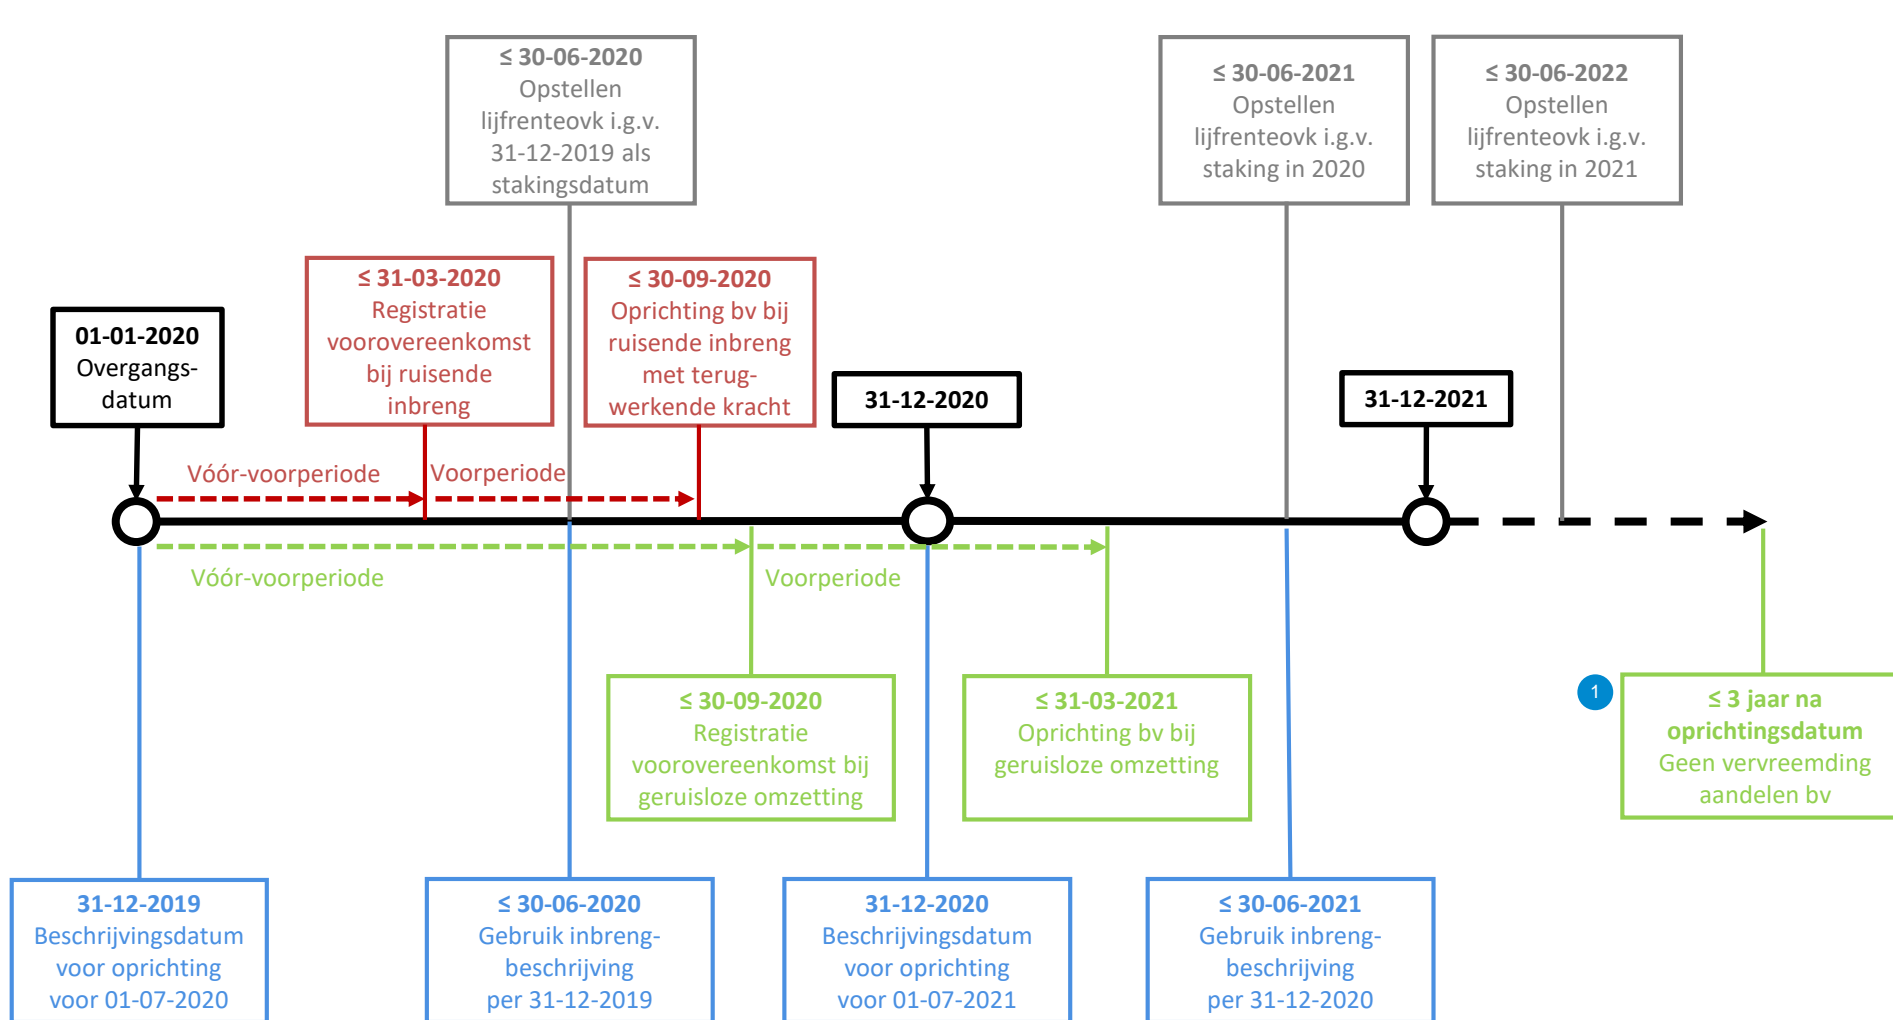 ≤ 30-06-2020
Opstellen
lijfrenteovk i.g.v.
31-12-2019 als
stakingsdatum
≤ 30-06-2021
Opstellen
lijfrenteovk i.g.v.
staking in 2020
≤ 30-06-2022
Opstellen
lijfrenteovk i.g.v.
staking in 2021
01-01-2020
Overgangs-
datum
≤ 31-03-2020
Registratie
voorovereenkomst
bij ruisende
inbreng
≤ 30-09-2020
Oprichting bv bij
ruisende inbreng
met terug-
werkende kracht
31-12-2020
31-12-2021
Vóór-voorperiode
Voorperiode
Vóór-voorperiode
Voorperiode
≤ 30-09-2020
Registratie
voorovereenkomst bij
geruisloze omzetting
≤ 31-03-2021
Oprichting bv bij
geruisloze omzetting
1
≤ 3 jaar na
oprichtingsdatum
Geen vervreemding
aandelen bv
31-12-2019
Beschrijvingsdatum
voor oprichting
voor 01-07-2020
≤ 30-06-2020
Gebruik inbreng-
beschrijving
per 31-12-2019
31-12-2020
Beschrijvingsdatum
voor oprichting
voor 01-07-2021
≤ 30-06-2021
Gebruik inbreng-
beschrijving
per 31-12-2020